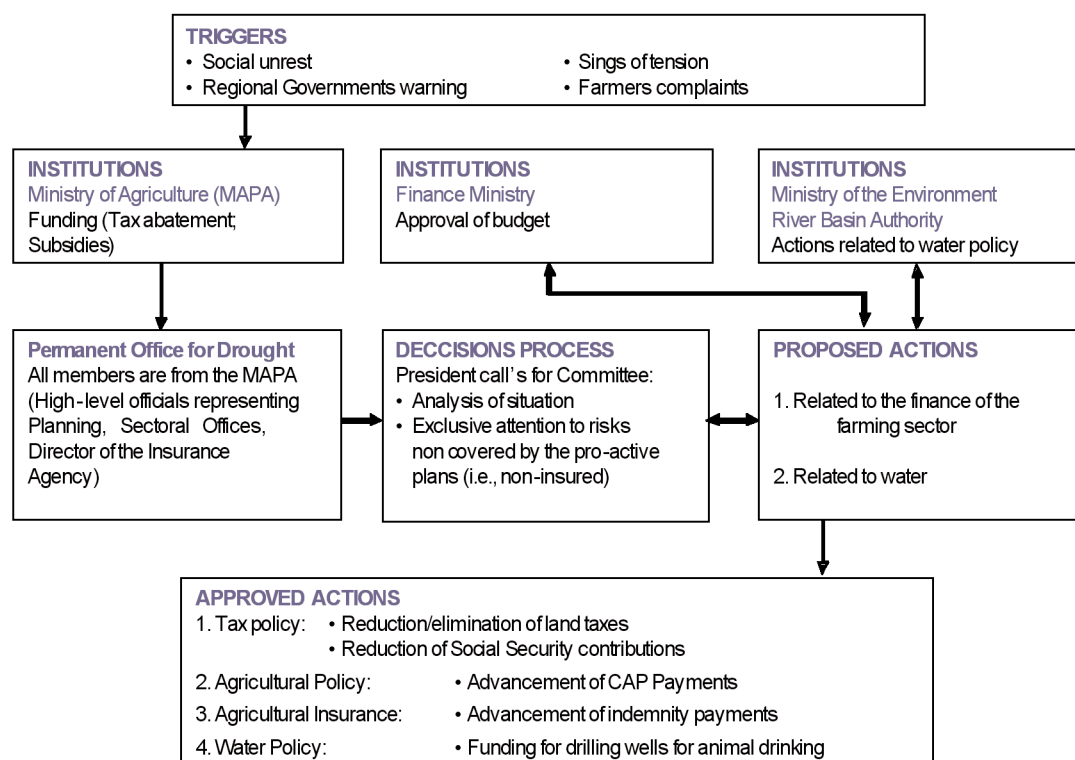 TRIGGERS
• Social unrest
• Regional Governments warning
• Sings of tension
• Farmers complaints
INSTITUTIONS
Ministry of Agriculture (MAPA)
Funding (Tax abatement;
Subsidies)
INSTITUTIONS
Finance Ministry
Approval of budget
INSTITUTIONS
Ministry of the Environment
River Basin Authority
Actions related to water policy
Permanent Office for Drought
All members are from the MAPA
(High-level officials representing
Planning, Sectoral Offices,
Director of the Insurance
Agency)
DECCISIONS PROCESS
President call's for Committee:
• Analysis of situation
• Exclusive attention to risks
non covered by the pro-active
plans (i.e., non-insured)
PROPOSED ACTIONS
1. Related to the finance of the
farming sector
2. Related to water
APPROVED ACTIONS
1. Tax policy: • Reduction/elimination of land taxes
• Reduction of Social Security contributions
2. Agricultural Policy: • Advancement of CAP Payments
3. Agricultural Insurance: • Advancement of indemnity payments
4. Water Policy: • Funding for drilling wells for animal drinking